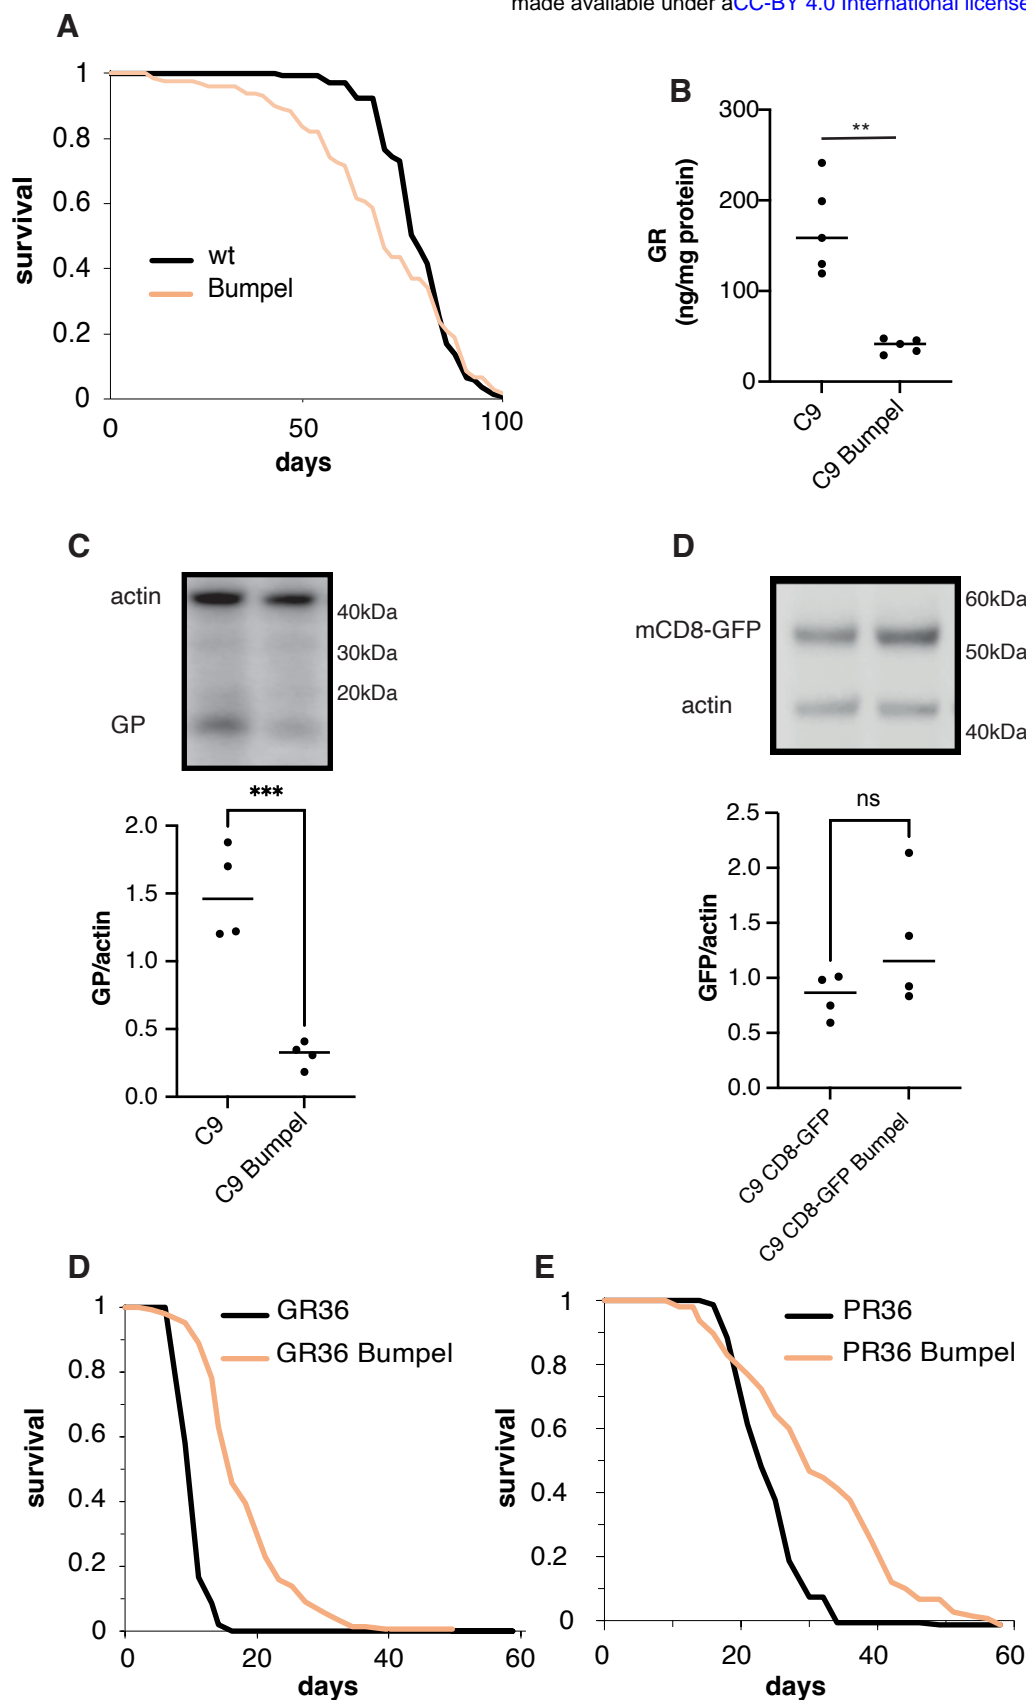 made available under aCC-BY 4.0 International license
A
1
0.8
0.6
0.4
0.2
0
survival
wt
Bumpel
0
50
100
days
B
300
200
100
0
GR
(ng/mg protein)
**
C9
C9 Bumpel
C
actin
GP
40kDa
30kDa
20kDa
***
2.0
1.5
1.0
0.5
0.0
GP/actin
C9
C9 Bumpel
D
mCD8-GFP
actin
60kDa
50kDa
40kDa
ns
2.5
2.0
1.5
1.0
0.5
0.0
GFP/actin
C9 CD8-GFP
C9 CD8-GFP Bumpel
D
1
0.8
0.6
0.4
0.2
0
survival
GR36
GR36 Bumpel
0
20
40
60
days
E
1
0.8
0.6
0.4
0.2
0
survival
PR36
PR36 Bumpel
0
20
40
60
days